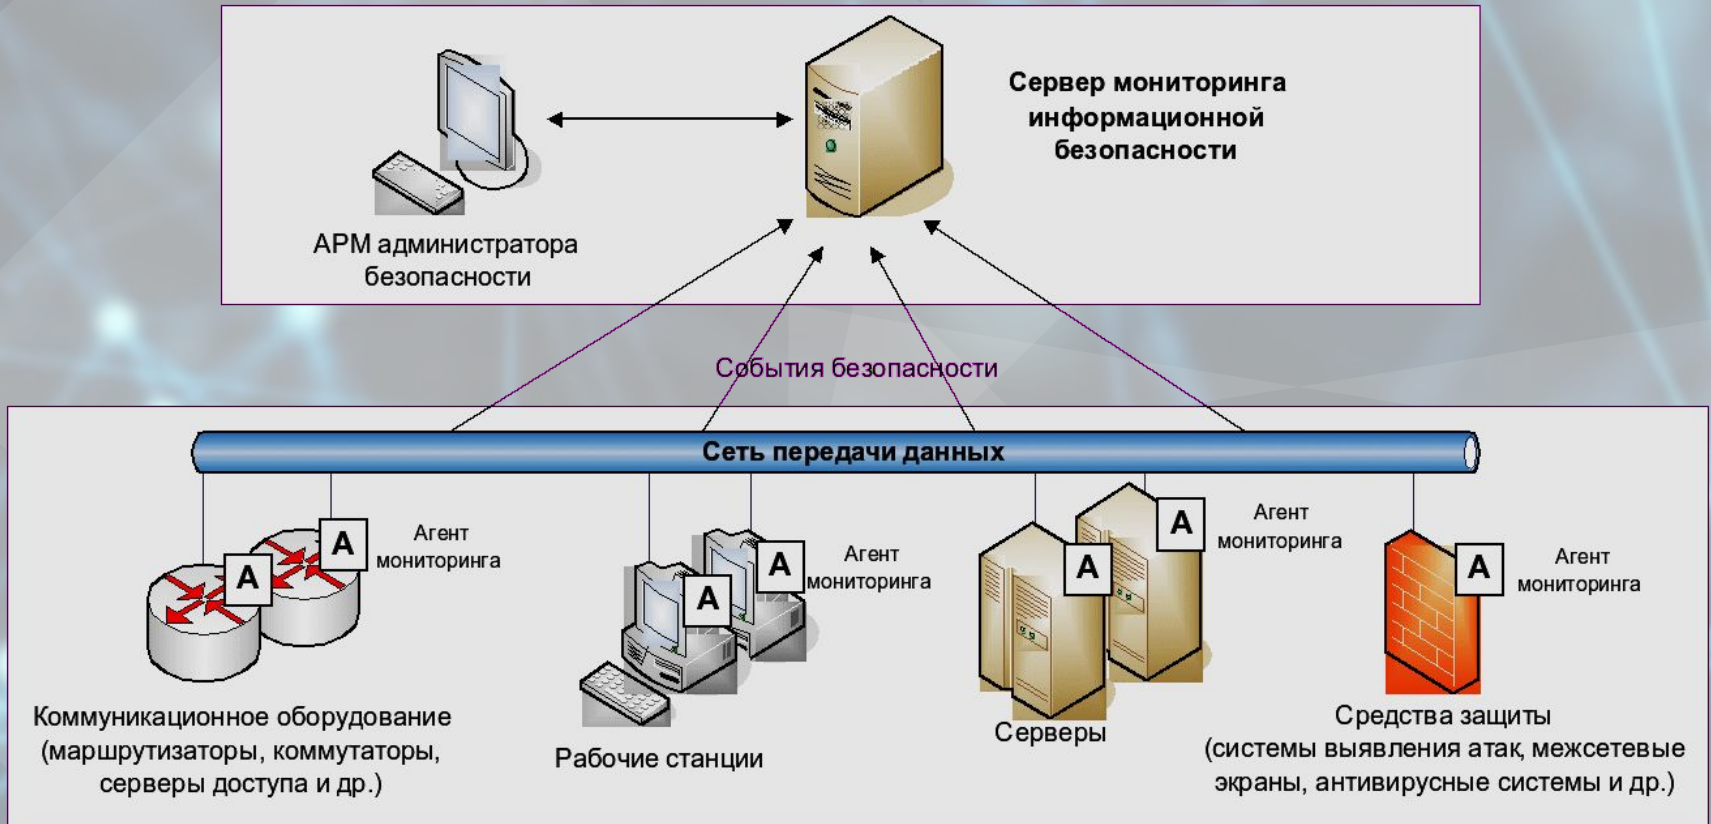 Сервер мониторинга
информационной
безопасности
АРМ администратора
безопасности
События безопасности
Сеть передачи данных
А
А
Агент
мониторинга
А
А
Агент
мониторинга
А
А
Агент
мониторинга
А
Агент
мониторинга
Коммуникационное оборудование
(маршрутизаторы, коммутаторы,
серверы доступа и др.)
Рабочие станции
Серверы
Средства защиты
(системы выявления атак, межсетевые
экраны, антивирусные системы и др.)